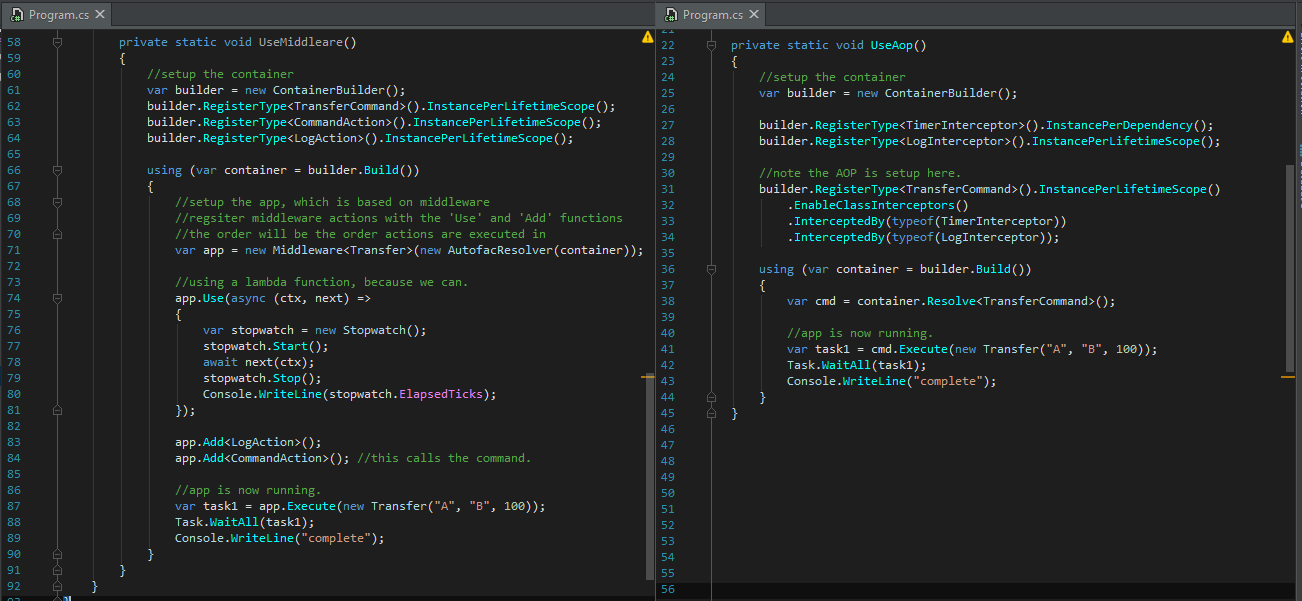 Program.cs
58 private static void UseMiddleare()
59 {
60 //setup the container
61 var builder = new ContainerBuilder();
62 builder.RegisterType<TransferCommand>().InstancePerLifetimeScope();
63 builder.RegisterType<CommandAction>().InstancePerLifetimeScope();
64 builder.RegisterType<LogAction>().InstancePerLifetimeScope();
65
66 using (var container = builder.Build())
67 {
68 //setup the app, which is based on middleware
69 //regsiter middleware actions with the 'Use' and 'Add' functions
70 //the order will be the order actions are executed in
71 var app = new Middleware<Transfer>(new AutofacResolver(container));
72
73 //using a lambda function, because we can.
74 app.Use(async (ctx, next) =>
75 {
76 var stopwatch = new Stopwatch();
77 stopwatch.Start();
78 await next(ctx);
79 stopwatch.Stop();
80 Console.WriteLine(stopwatch.ElapsedTicks);
81 });
82
83 app.Add<LogAction>();
84 app.Add<CommandAction>(); //this calls the command.
85
86 //app is now running.
87 var task1 = app.Execute(new Transfer("A", "B", 100));
88 Task.WaitAll(task1);
89 Console.WriteLine("complete");
90 }
91 }
92 }
93 }
Program.cs
21
22 private static void UseAop()
23 {
24 //setup the container
25 var builder = new ContainerBuilder();
26
27 builder.RegisterType<TimerInterceptor>().InstancePerDependency();
28 builder.RegisterType<LogInterceptor>().InstancePerLifetimeScope();
29
30 //note the AOP is setup here.
31 builder.RegisterType<TransferCommand>().InstancePerLifetimeScope()
32 .EnableClassInterceptors()
33 .InterceptedBy(typeof(TimerInterceptor))
34 .InterceptedBy(typeof(LogInterceptor));
35
36 using (var container = builder.Build())
37 {
38 var cmd = container.Resolve<TransferCommand>();
39
40 //app is now running.
41 var task1 = cmd.Execute(new Transfer("A", "B", 100));
42 Task.WaitAll(task1);
43 Console.WriteLine("complete");
44 }
45 }
46
47
48
49
50
51
52
53
54
55
56